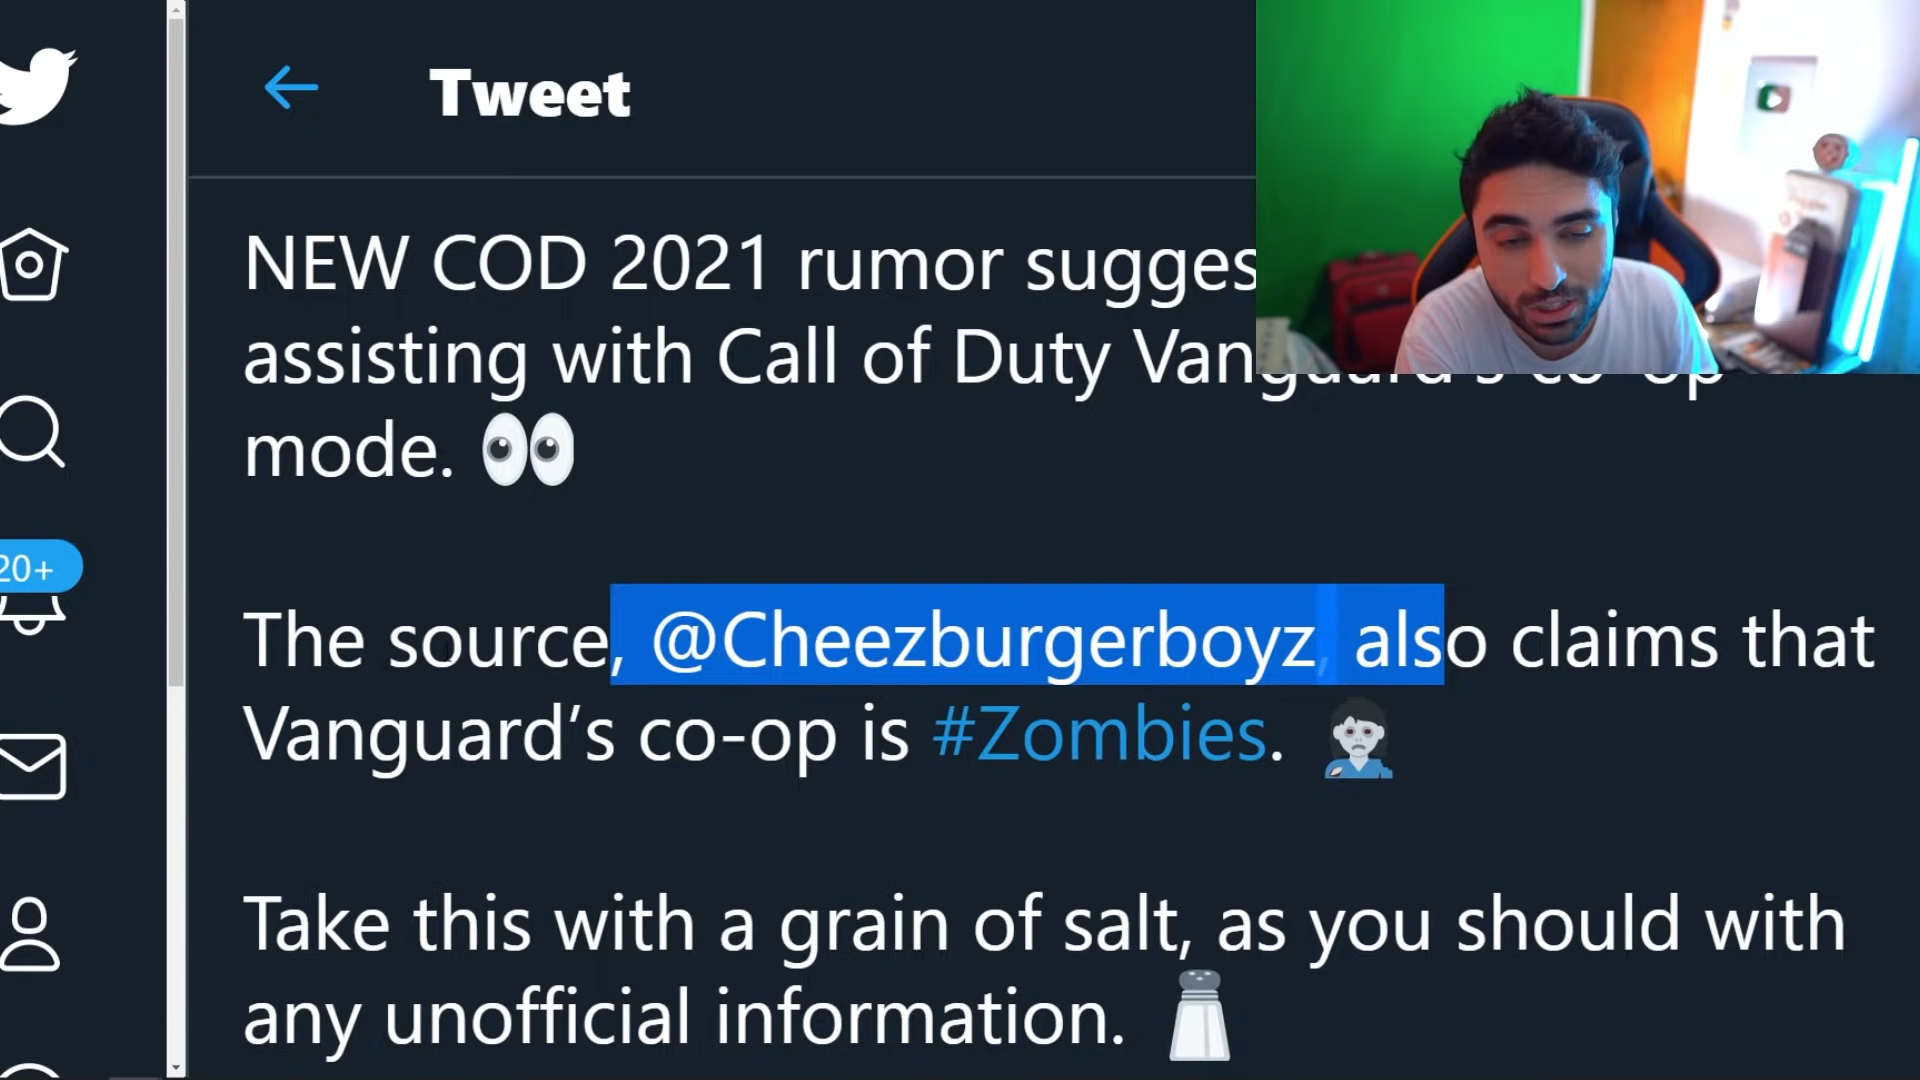 Tweet
NEW COD 2021 rumor
assisting with Call of Duty Vanguard's co-op
mode.
20+
The source, @Cheezburgerboyz, also claims that
Vanguard's co-op is #Zombies.
Take this with a grain of salt, as you should with
any unofficial information.